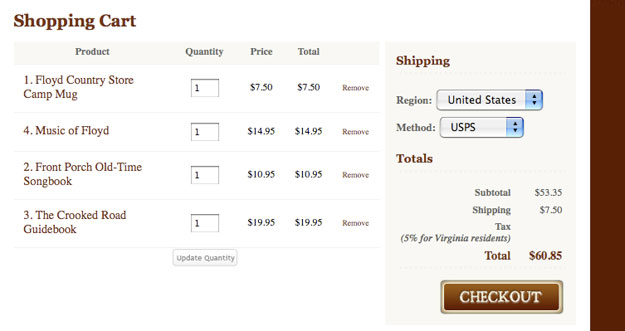 Shopping Cart
Product Quantity Price Total
1. Floyd Country Store
Camp Mug
1 $7.50 $7.50 Remove
4. Music of Floyd 1 $14.95 $14.95 Remove
2. Front Porch Old-Time
Songbook
1 $10.95 $10.95 Remove
3. The Crooked Road
Guidebook
1 $19.95 $19.95 Remove
Update Quantity
Shipping
Region: United States
Method: USPS
Totals
Subtotal $53.35
Shipping $7.50
Tax
(5% for Virginia residents)
Total $60.85
CHECKOUT